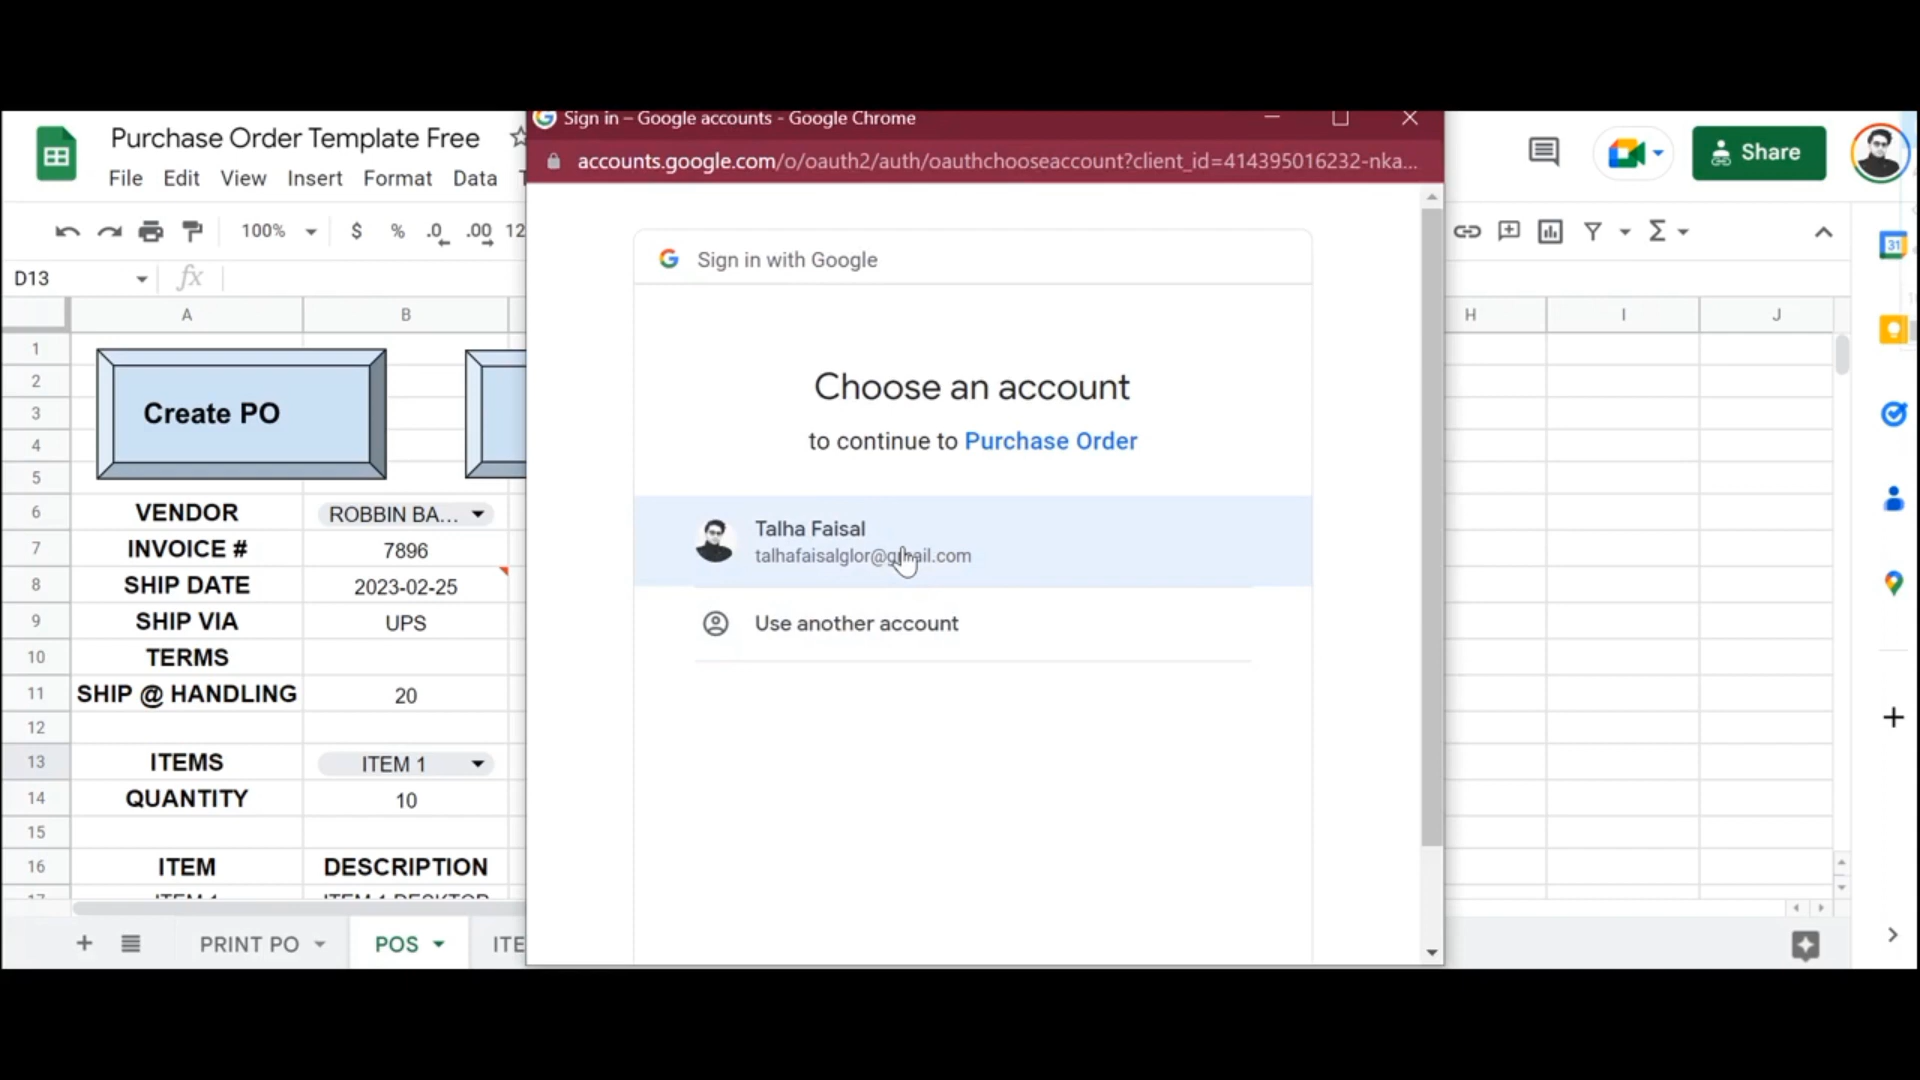 Purchase Order Template Free
File Edit View Insert Format Data
100% $ % .0 .00 12
D13 fx
A B
1
2
3
4
5
Create PO
6 VENDOR ROBBIN BA...
7 INVOICE # 7896
8 SHIP DATE 2023-02-25
9 SHIP VIA UPS
10 TERMS
11 SHIP @ HANDLING 20
12
13 ITEMS ITEM 1
14 QUANTITY 10
15
16 ITEM DESCRIPTION
PRINT PO POS ITE
Sign in – Google accounts - Google Chrome
accounts.google.com/o/oauth2/auth/oauthchooseaccount?client_id=414395016232-nka...
Sign in with Google
Choose an account
to continue to Purchase Order
Talha Faisal
talhafaisalglor@gmail.com
Use another account
Share
31
H I J